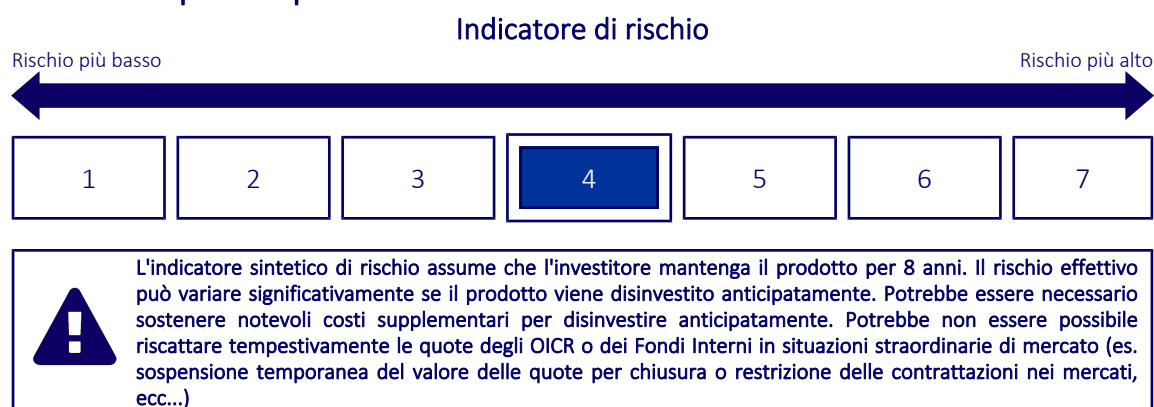 Indicatore di rischio
Rischio più basso
Rischio più alto
1 2 3 4 5 6 7
L'indicatore sintetico di rischio assume che l'investitore mantenga il prodotto per 8 anni. Il rischio effettivo
può variare significativamente se il prodotto viene disinvestito anticipatamente. Potrebbe essere necessario
sostenere notevoli costi supplementari per disinvestire anticipatamente. Potrebbe non essere possibile
riscattare tempestivamente le quote degli OICR o dei Fondi Interni in situazioni straordinarie di mercato (es.
sospensione temporanea del valore delle quote per chiusura o restrizione delle contrattazioni nei mercati,
ecc...)